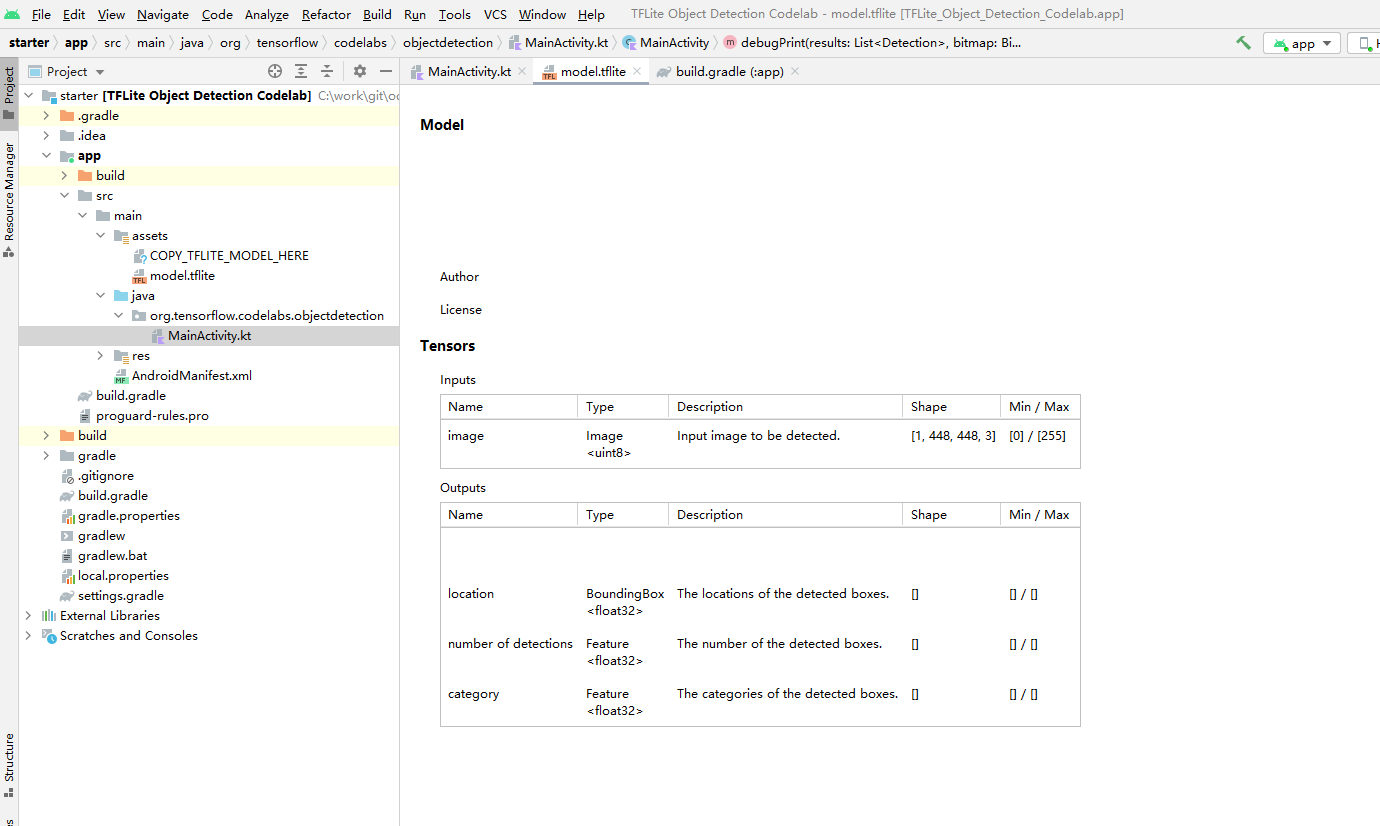 File Edit View Navigate Code Analyze Refactor Build Run Tools VCS Window Help TFLite Object Detection Codelab - model.tflite [TFLite_Object_Detection_Codelab.app]
starter app src main java org tensorflow codelabs objectdetection MainActivity.kt MainActivity debugPrint(results: List<Detection>, bitmap: Bi... app
Project
MainActivity.kt model.tflite build.gradle (:app)
Project
Resource Manager
Structure
starter [TFLite Object Detection Codelab] C:\work\git\oc
.gradle
.idea
app
build
src
main
assets
COPY_TFLITE_MODEL_HERE
model.tflite
java
org.tensorflow.codelabs.objectdetection
MainActivity.kt
res
AndroidManifest.xml
build.gradle
proguard-rules.pro
build
gradle
.gitignore
build.gradle
gradle.properties
gradlew
gradlew.bat
local.properties
settings.gradle
External Libraries
Scratches and Consoles
Model
Author
License
Tensors
Inputs
Name Type Description Shape Min / Max
image Image <uint8> Input image to be detected. [1, 448, 448, 3] [0] / [255]
Outputs
Name Type Description Shape Min / Max
location BoundingBox <float32> The locations of the detected boxes. [] [] / []
number of detections Feature <float32> The number of the detected boxes. [] [] / []
category Feature <float32> The categories of the detected boxes. [] [] / []